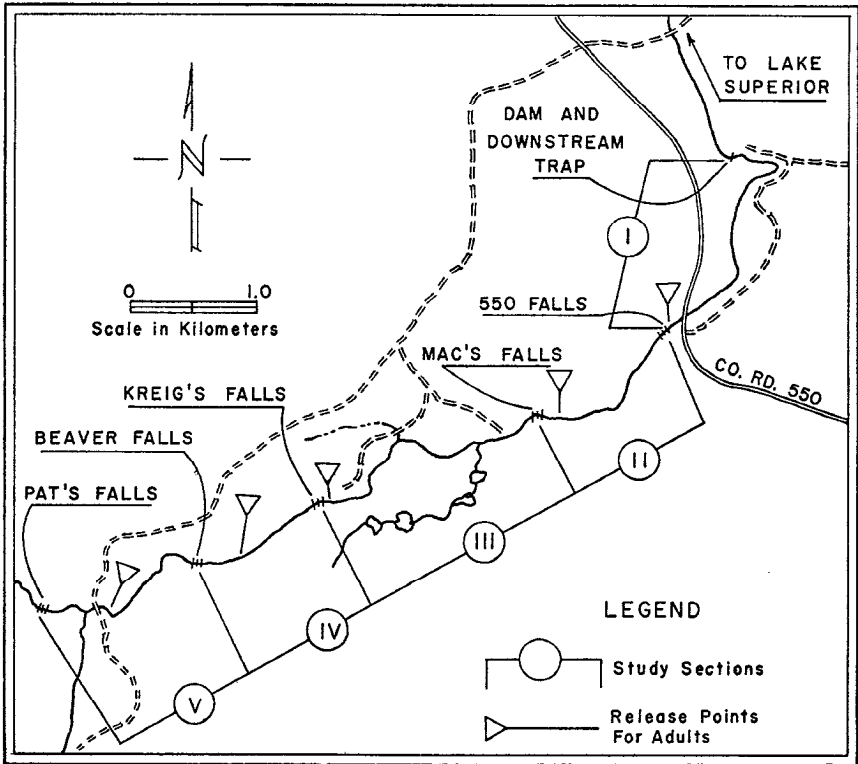 TO LAKE
SUPERIOR
DAM AND
DOWNSTREAM
TRAP
N
I
0 1.0
Scale in Kilometers
550 FALLS
MAC'S FALLS
CO. RD. 550
KREIG'S FALLS
BEAVER FALLS
II
PAT'S FALLS
III
IV
V
LEGEND
Study Sections
Release Points
For Adults